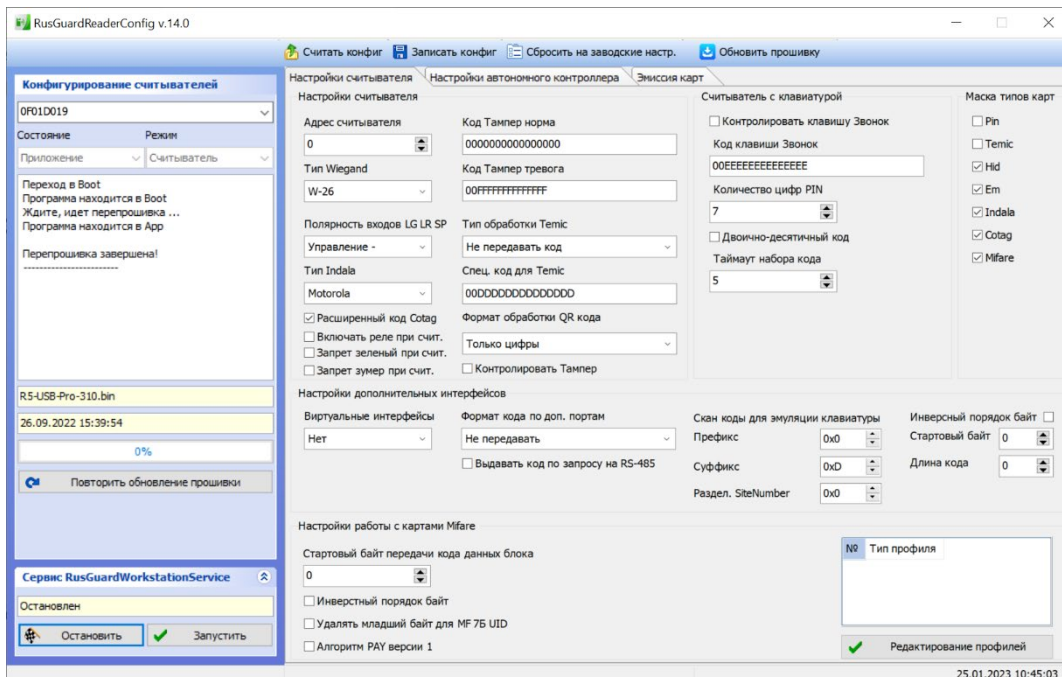 RusGuardReaderConfig v.14.0
Считать конфиг Записать конфиг Сбросить на заводские настр. Обновить прошивку
Конфигурирование считывателей
0F01D019
Состояние Режим
Приложение Считыватель
Переход в Boot
Программа находится в Boot
Ждите, идет перепрошивка ...
Программа находится в App
Перепрошивка завершена!
------------------------
R5-USB-Pro-310.bin
26.09.2022 15:39:54
0%
Повторить обновление прошивки
Сервис RusGuardWorkstationService
Остановлен
Остановить Запустить
Настройки считывателя Настройки автономного контроллера Эмиссия карт
Настройки считывателя
Адрес считывателя
0
Тип Wiegand
W-26
Полярность входов LG LR SP
Управление -
Тип Indala
Motorola
Расширенный код Cotag
Включать реле при счит.
Запрет зеленый при счит.
Запрет зумер при счит.
Код Тампер норма
0000000000000000
Код Тампер тревога
00FFFFFFFFFFFFFF
Тип обработки Temic
Не передавать код
Спец. код для Temic
00DDDDDDDDDDDDDD
Формат обработки QR кода
Только цифры
Контролировать Тампер
Считыватель с клавиатурой
Контролировать клавишу Звонок
Код клавиши Звонок
00EEEEEEEEEEEEEE
Количество цифр PIN
7
Двоично-десятичный код
Таймаут набора кода
5
Маска типов карт
Pin
Temic
Hid
Em
Indala
Cotag
Mifare
Настройки дополнительных интерфейсов
Виртуальные интерфейсы
Нет
Формат кода по доп. портам
Не передавать
Выдавать код по запросу на RS-485
Скан коды для эмуляции клавиатуры
Префикс 0x0
Суффикс 0xD
Раздел. SiteNumber 0x0
Инверсный порядок байт
Стартовый байт 0
Длина кода 0
Настройки работы с картами Mifare
Стартовый байт передачи кода данных блока
0
Инверстный порядок байт
Удалять младший байт для MF 7Б UID
Алгоритм PAY версии 1
№ Тип профиля
Редактирование профилей
25.01.2023 10:45:03